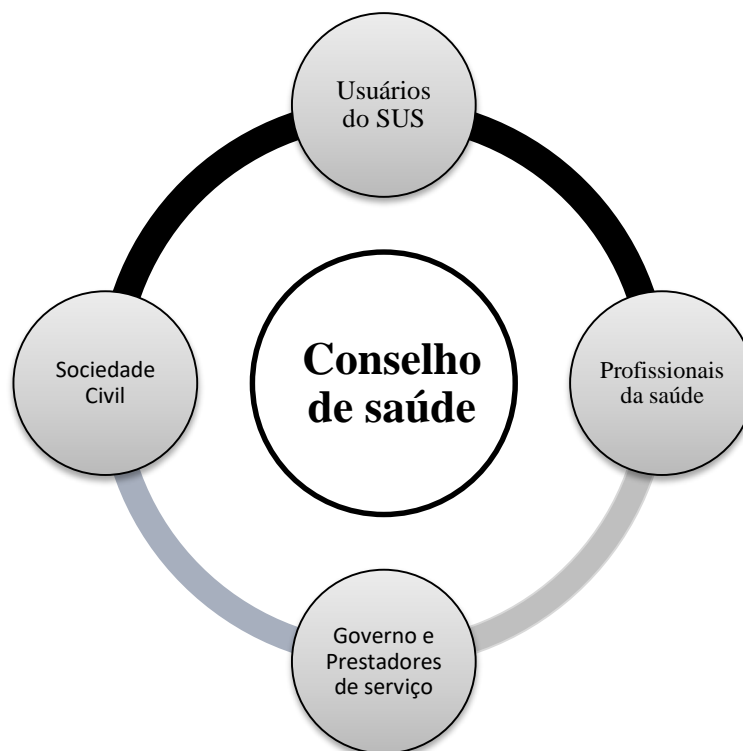 Usuários
do SUS
Sociedade
Civil
Conselho
de saúde
Profissionais
da saúde
Governo e
Prestadores
de serviço